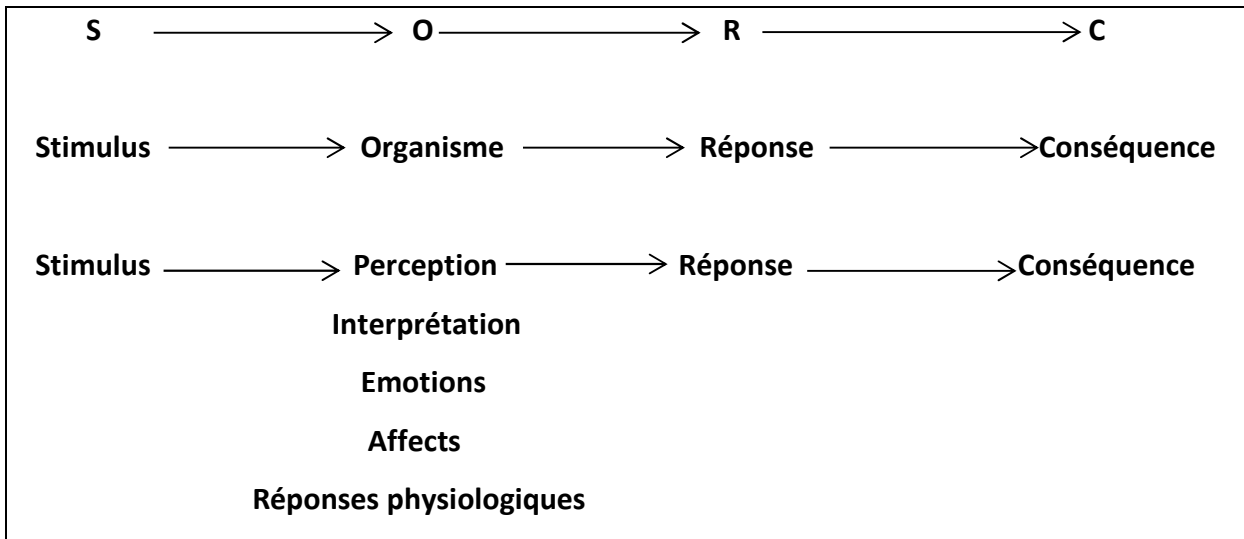 S O R C
Stimulus Organisme Réponse Conséquence
Stimulus Perception Réponse Conséquence
Interprétation
Emotions
Affects
Réponses physiologiques